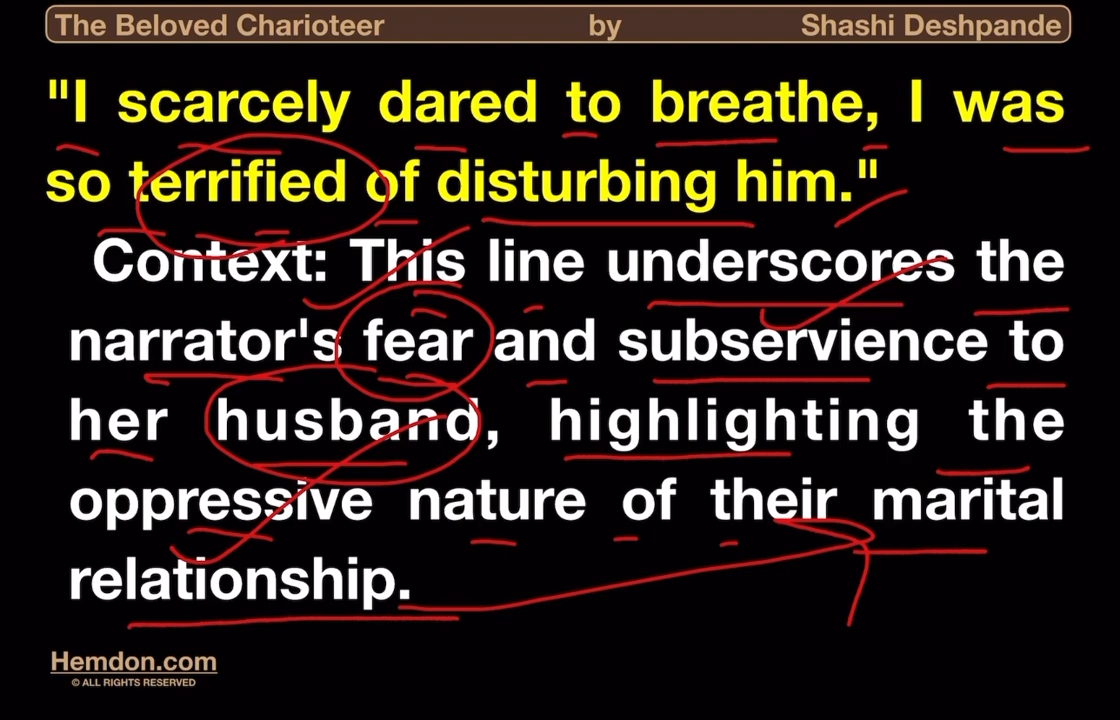 The Beloved Charioteer by Shashi Deshpande
"I scarcely dared to breathe, I was
so terrified of disturbing him."
Context: This line underscores the
narrator's fear and subservience to
her husband, highlighting the
oppressive nature of their marital
relationship.
Hemdon.com
© ALL RIGHTS RESERVED